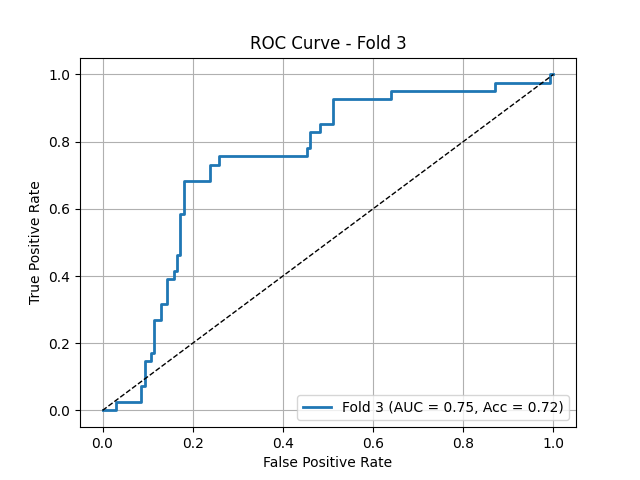 ROC Curve - Fold 3
True Positive Rate
1.0
0.8
0.6
0.4
0.2
0.0
Fold 3 (AUC = 0.75, Acc = 0.72)
0.0 0.2 0.4 0.6 0.8 1.0
False Positive Rate